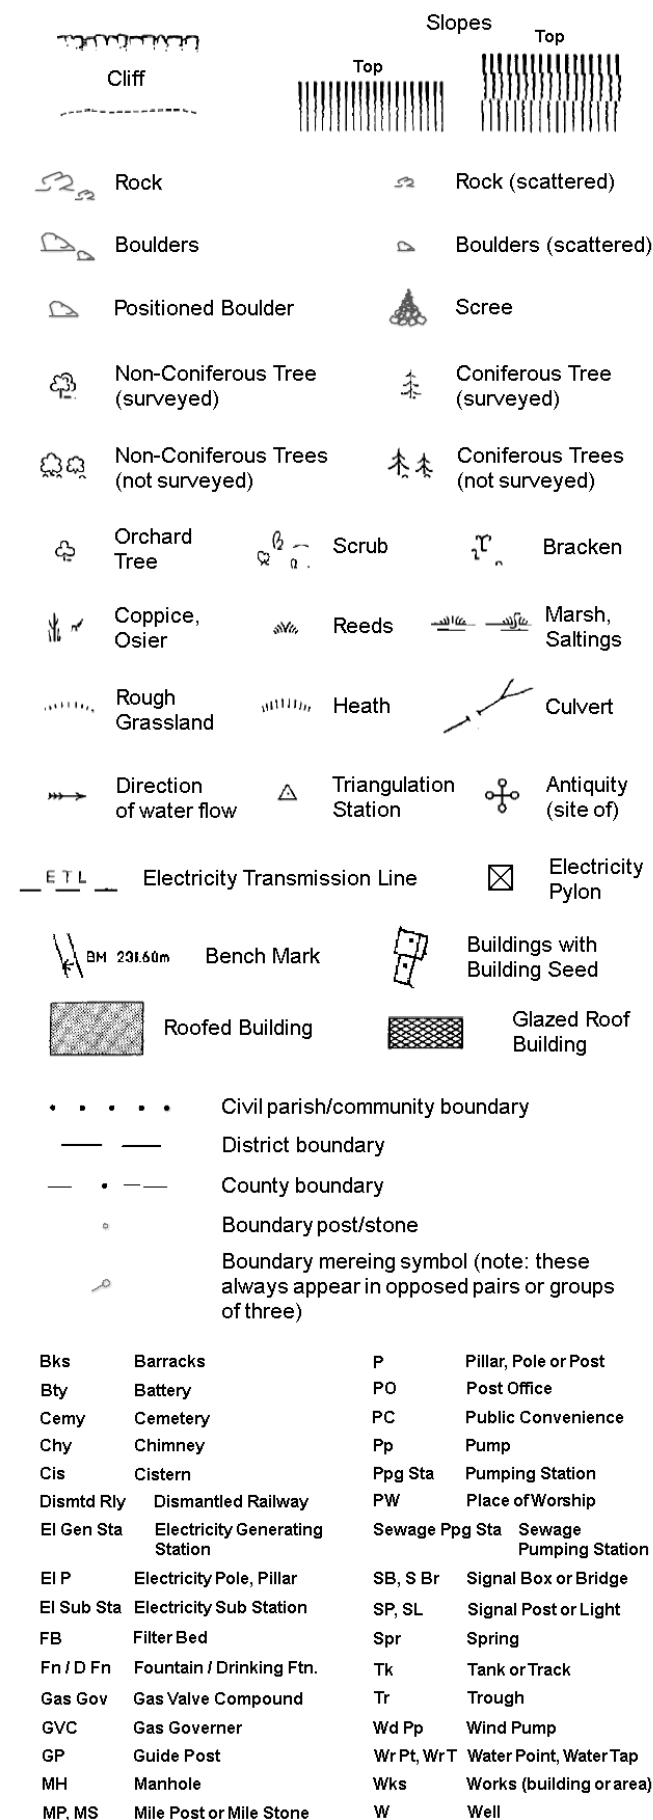 Slopes
Top
Top
Cliff
Rock
Rock (scattered)
Boulders
Boulders (scattered)
Positioned Boulder
Scree
Non-Coniferous Tree
(surveyed)
Coniferous Tree
(surveyed)
Non-Coniferous Trees
(not surveyed)
Coniferous Trees
(not surveyed)
Orchard
Tree
Scrub
Bracken
Coppice,
Osier
Reeds
Marsh,
Saltings
Rough
Grassland
Heath
Culvert
Direction
of water flow
Triangulation
Station
Antiquity
(site of)
E T L
Electricity Transmission Line
Electricity
Pylon
BM 231.60m
Bench Mark
Buildings with
Building Seed
Roofed Building
Glazed Roof
Building
Civil parish/community boundary
District boundary
County boundary
Boundary post/stone
Boundary mereing symbol (note: these
always appear in opposed pairs or groups
of three)
Bks Barracks
P Pillar, Pole or Post
Bty Battery
PO Post Office
Cemy Cemetery
PC Public Convenience
Chy Chimney
Pp Pump
Cis Cistern
Ppg Sta Pumping Station
Dismtd Rly Dismantled Railway
PW Place of Worship
El Gen Sta Electricity Generating
Station
Sewage Ppg Sta Sewage
Pumping Station
El P Electricity Pole, Pillar
SB, S Br Signal Box or Bridge
El Sub Sta Electricity Sub Station
SP, SL Signal Post or Light
FB Filter Bed
Spr Spring
Fn / D Fn Fountain / Drinking Ftn.
Tk Tank or Track
Gas Gov Gas Valve Compound
Tr Trough
GVC Gas Governer
Wd Pp Wind Pump
GP Guide Post
Wr Pt, Wr T Water Point, Water Tap
MH Manhole
Wks Works (building or area)
MP, MS Mile Post or Mile Stone
W Well